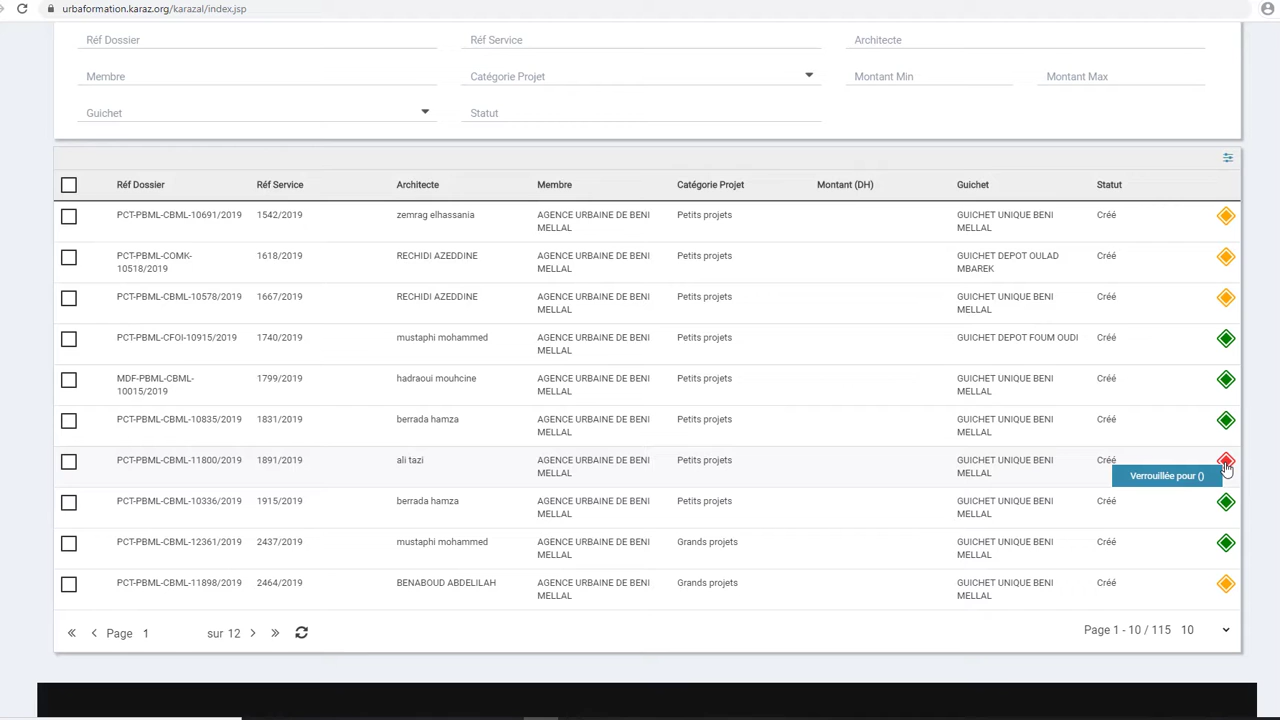 urbaformation.karaz.org/karazal/index.jsp
Réf Dossier Réf Service Architecte
Membre Catégorie Projet Montant Min Montant Max
Guichet Statut
Réf Dossier Réf Service Architecte Membre Catégorie Projet Montant (DH) Guichet Statut
PCT-PBML-CBML-10691/2019 1542/2019 zemrag elhassania AGENCE URBAINE DE BENI Petits projets GUICHET UNIQUE BENI Créé
MELLAL MELLAL
PCT-PBML-COMK- 1618/2019 RECHIDI AZEDDINE AGENCE URBAINE DE BENI Petits projets GUICHET DEPOT OULAD Créé
10518/2019 MELLAL MBAREK
PCT-PBML-CBML-10578/2019 1667/2019 RECHIDI AZEDDINE AGENCE URBAINE DE BENI Petits projets GUICHET UNIQUE BENI Créé
MELLAL MELLAL
PCT-PBML-CFOI-10915/2019 1740/2019 mustaphi mohammed AGENCE URBAINE DE BENI Petits projets GUICHET DEPOT FOUM OUDI Créé
MELLAL
MDF-PBML-CBML- 1799/2019 hadraoui mouhcine AGENCE URBAINE DE BENI Petits projets GUICHET UNIQUE BENI Créé
10015/2019 MELLAL MELLAL
PCT-PBML-CBML-10835/2019 1831/2019 berrada hamza AGENCE URBAINE DE BENI Petits projets GUICHET UNIQUE BENI Créé
MELLAL MELLAL
PCT-PBML-CBML-11800/2019 1891/2019 ali tazi AGENCE URBAINE DE BENI Petits projets GUICHET UNIQUE BENI Créé
MELLAL MELLAL Verrouillée pour ()
PCT-PBML-CBML-10336/2019 1915/2019 berrada hamza AGENCE URBAINE DE BENI Petits projets GUICHET UNIQUE BENI Créé
MELLAL MELLAL
PCT-PBML-CBML-12361/2019 2437/2019 mustaphi mohammed AGENCE URBAINE DE BENI Grands projets GUICHET UNIQUE BENI Créé
MELLAL MELLAL
PCT-PBML-CBML-11898/2019 2464/2019 BENABOUD ABDELILAH AGENCE URBAINE DE BENI Grands projets GUICHET UNIQUE BENI Créé
MELLAL MELLAL
Page 1 sur 12 Page 1 - 10 / 115 10